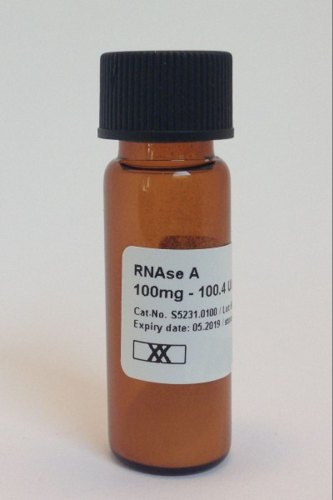 RNAse A
100mg - 100.4
Cat-No. S5231.0100 / Lot
Expiry date: 05.2019 /